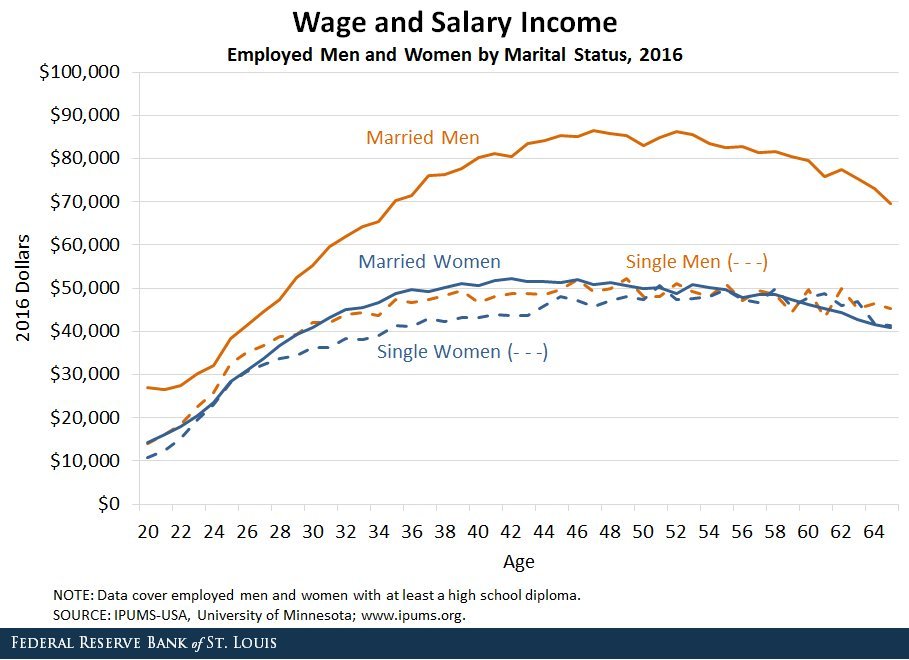 Wage and Salary Income
Employed Men and Women by Marital Status, 2016
$100,000
$90,000
$80,000
$70,000
$60,000
$50,000
$40,000
$30,000
$20,000
$10,000
$0
2016 Dollars
Married Men
Married Women
Single Men (- - -)
Single Women (- - -)
20 22 24 26 28 30 32 34 36 38 40 42 44 46 48 50 52 54 56 58 60 62 64
Age
NOTE: Data cover employed men and women with at least a high school diploma.
SOURCE: IPUMS-USA, University of Minnesota; www.ipums.org.
FEDERAL RESERVE BANK of ST. LOUIS